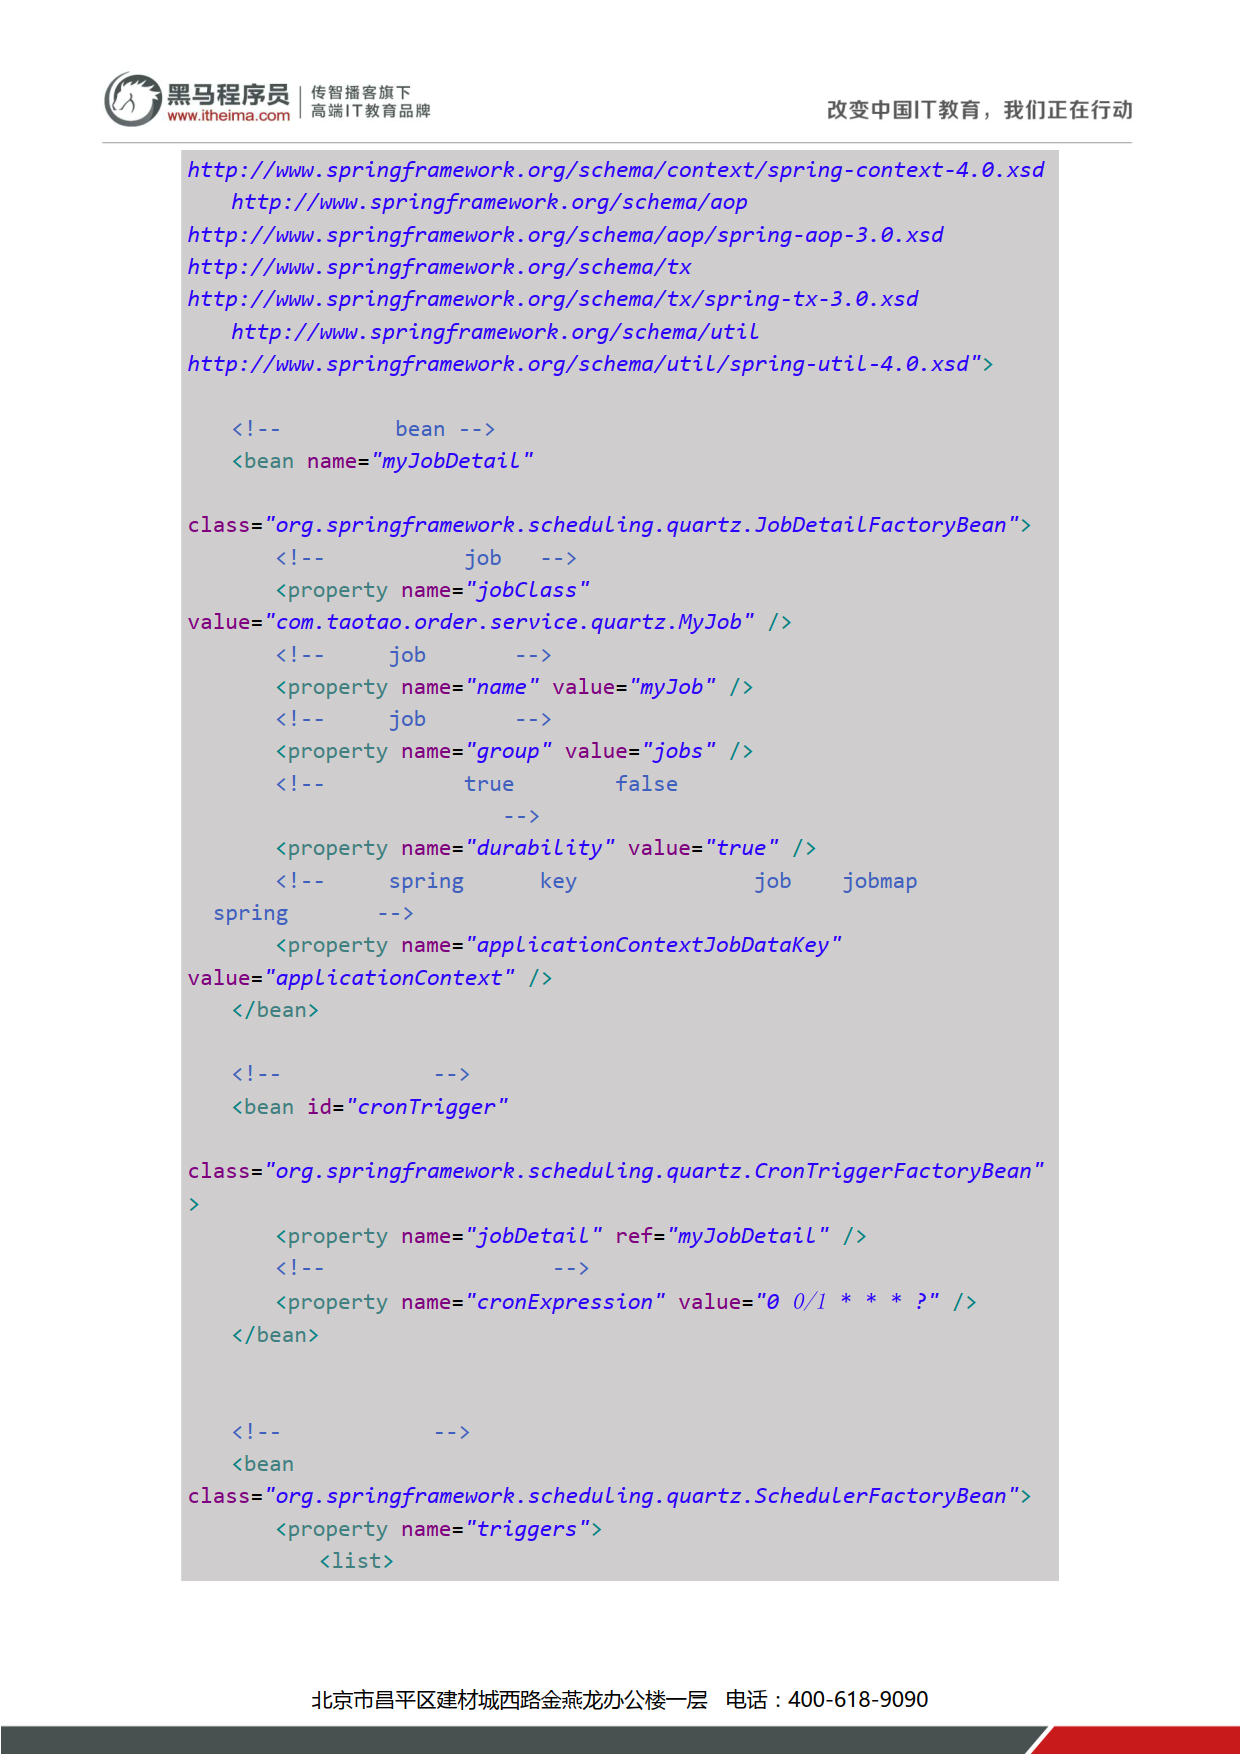 黑马程序员
www.itheima.com
传智播客旗下
高端IT教育品牌
改变中国IT教育，我们正在行动
http://www.springframework.org/schema/context/spring-context-4.0.xsd
http://www.springframework.org/schema/aop
http://www.springframework.org/schema/aop/spring-aop-3.0.xsd
http://www.springframework.org/schema/tx
http://www.springframework.org/schema/tx/spring-tx-3.0.xsd
http://www.springframework.org/schema/util
http://www.springframework.org/schema/util/spring-util-4.0.xsd">
<!-- bean -->
<bean name="myJobDetail"
class="org.springframework.scheduling.quartz.JobDetailFactoryBean">
<!-- job -->
<property name="jobClass"
value="com.taotao.order.service.quartz.MyJob" />
<!-- job -->
<property name="name" value="myJob" />
<!-- job -->
<property name="group" value="jobs" />
<!-- true false
-->
<property name="durability" value="true" />
<!-- spring key job jobmap
spring -->
<property name="applicationContextJobDataKey"
value="applicationContext" />
</bean>
<!-- -->
<bean id="cronTrigger"
class="org.springframework.scheduling.quartz.CronTriggerFactoryBean"
>
<property name="jobDetail" ref="myJobDetail" />
<!-- -->
<property name="cronExpression" value="0 0/1 * * * ?" />
</bean>
<!-- -->
<bean
class="org.springframework.scheduling.quartz.SchedulerFactoryBean">
<property name="triggers">
<list>
北京市昌平区建材城西路金燕龙办公楼一层 电话：400-618-9090